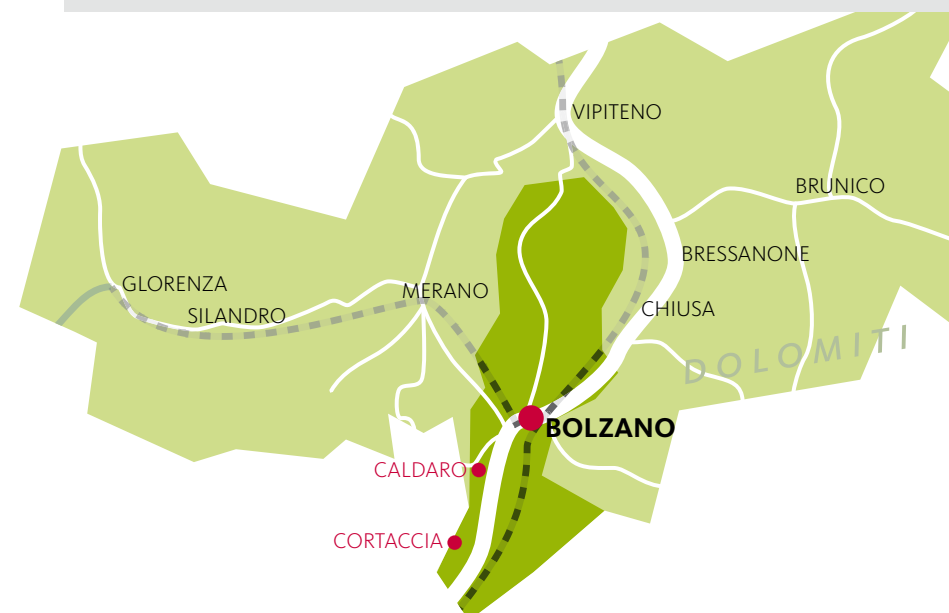 VIPITENO
BRUNICO
BRESSANONE
GLORENZA
MERANO
CHIUSA
SILANDRO
DOLOMITI
BOLZANO
CALDARO
CORTACCIA